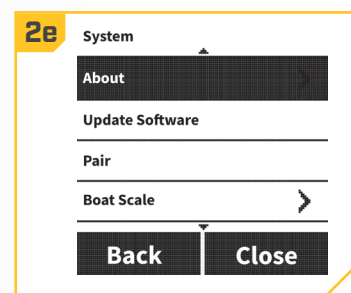 2e
System
About
Update Software
Pair
Boat Scale
Back Close